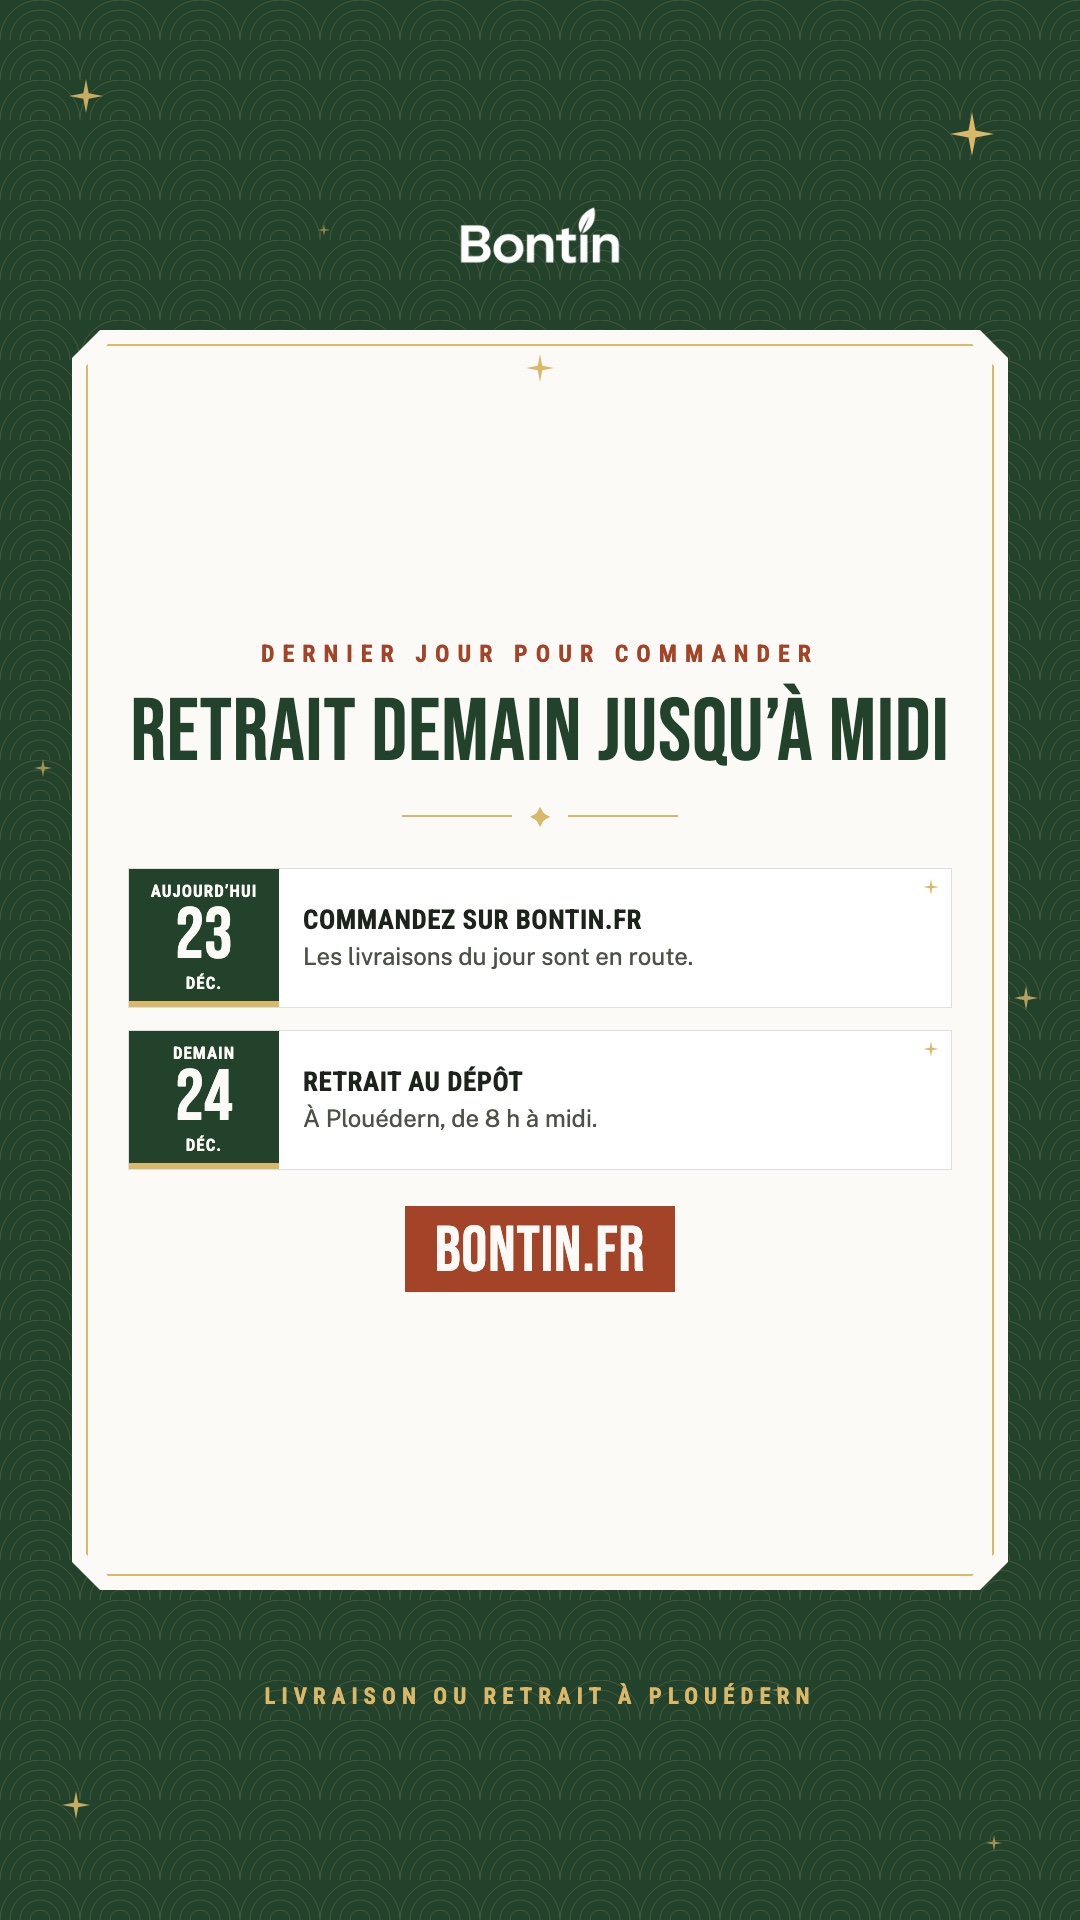 Bontin
DERNIER JOUR POUR COMMANDER
RETRAIT DEMAIN JUSQU’À MIDI
AUJOURD’HUI
23
DÉC.
COMMANDEZ SUR BONTIN.FR
Les livraisons du jour sont en route.
DEMAIN
24
DÉC.
RETRAIT AU DÉPÔT
À Plouédern, de 8 h à midi.
BONTIN.FR
LIVRAISON OU RETRAIT À PLOUÉDERN